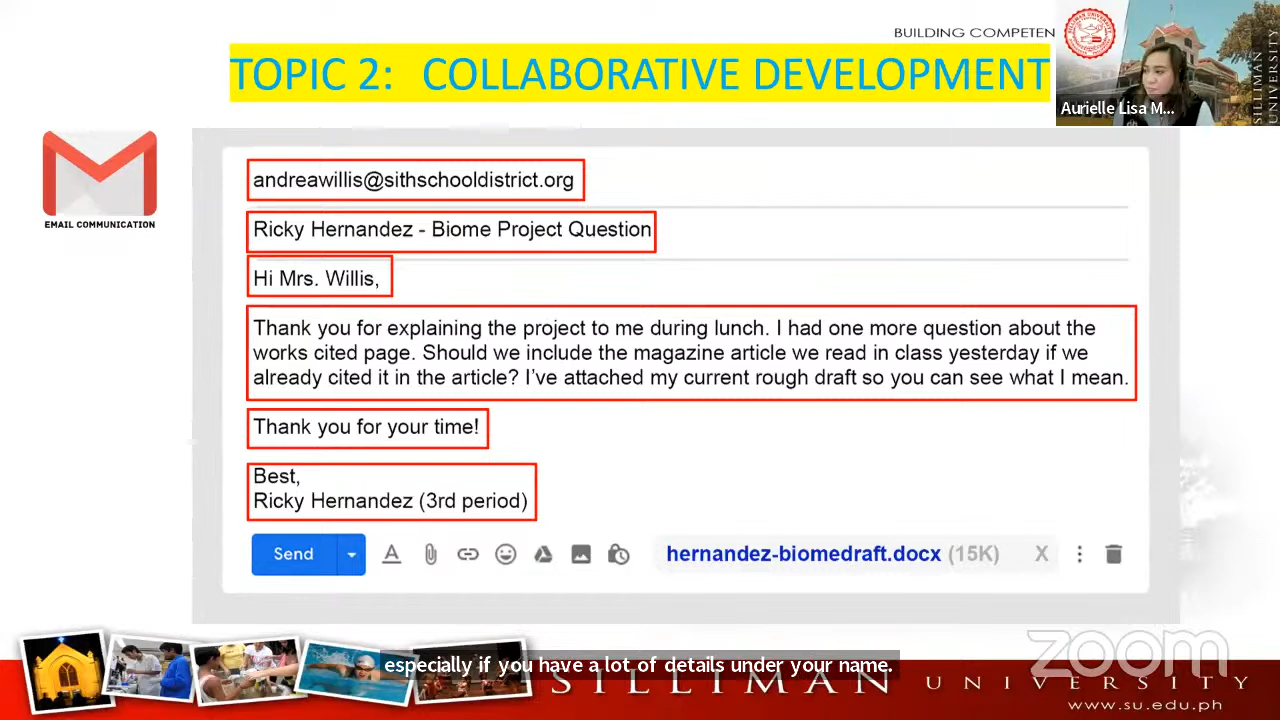 BUILDING COMPETEN
TOPIC 2: COLLABORATIVE DEVELOPMENT
SILLIMAN
UNIVERSITY
Aurielle Lisa M...
EMAIL COMMUNICATION
andreawillis@sithschooldistrict.org
Ricky Hernandez - Biome Project Question
Hi Mrs. Willis,
Thank you for explaining the project to me during lunch. I had one more question about the
works cited page. Should we include the magazine article we read in class yesterday if we
already cited it in the article? I've attached my current rough draft so you can see what I mean.
Thank you for your time!
Best,
Ricky Hernandez (3rd period)
Send
A
hernandez-biomedraft.docx (15K) X
especially if you have a lot of details under your name.
SILLIMAN UNIVERSITY
zoom
www.su.edu.ph